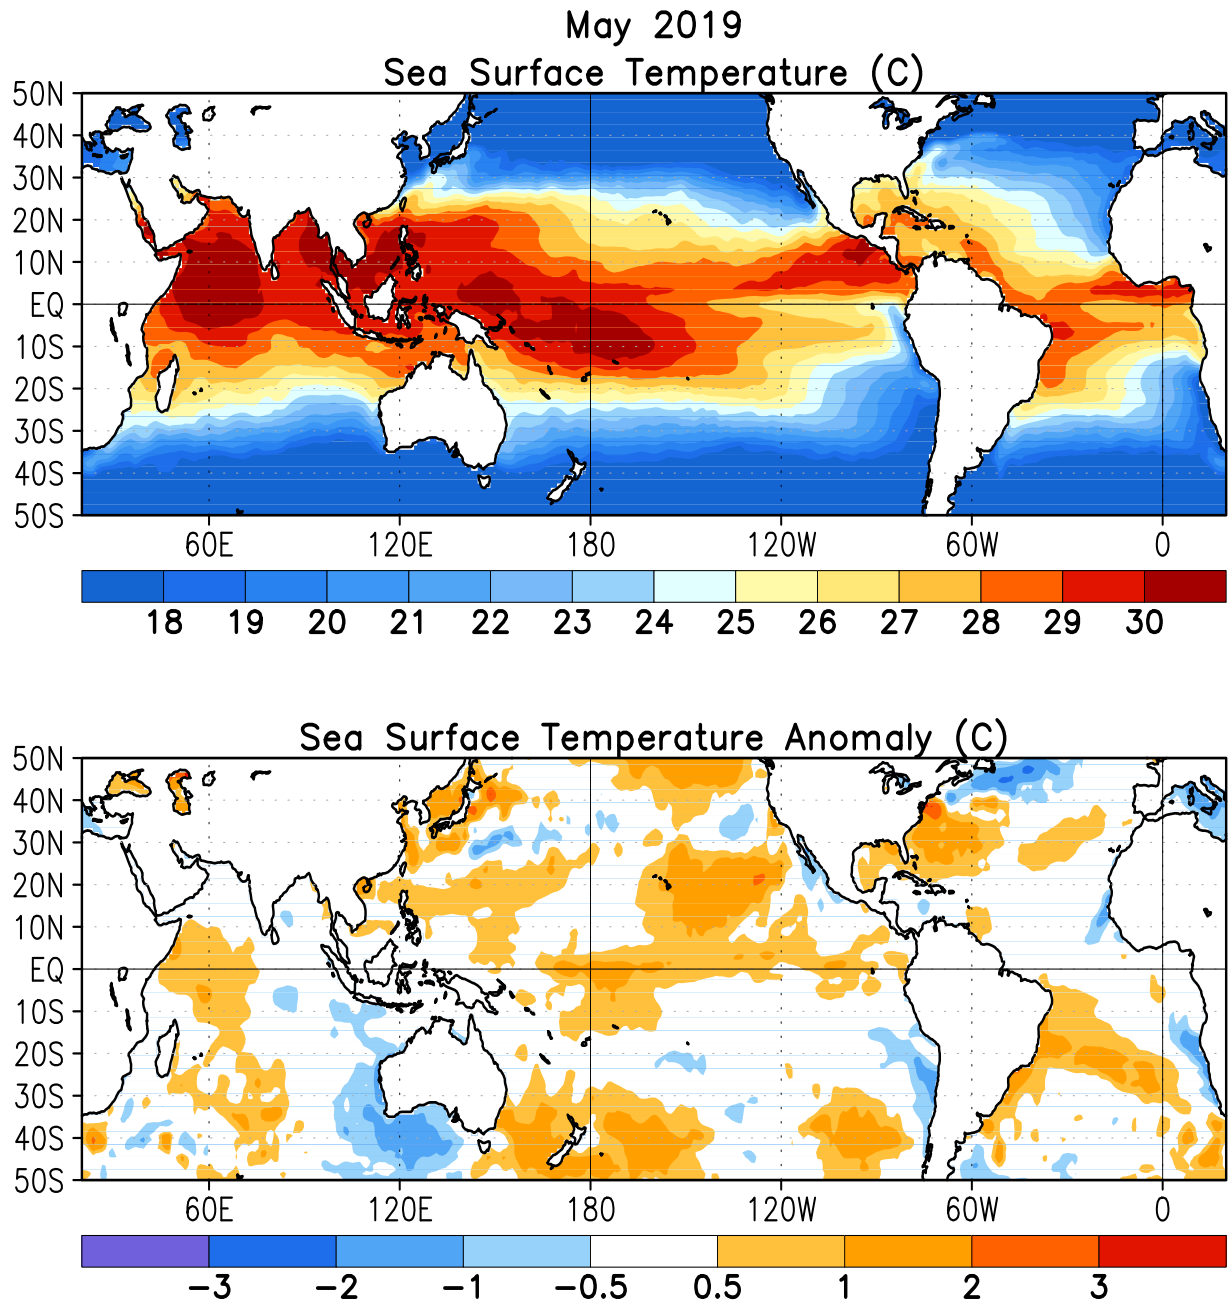 May 2019
Sea Surface Temperature (C)
50N
40N
30N
20N
10N
EQ
10S
20S
30S
40S
50S
60E 120E 180 120W 60W 0
18 19 20 21 22 23 24 25 26 27 28 29 30
Sea Surface Temperature Anomaly (C)
50N
40N
30N
20N
10N
EQ
10S
20S
30S
40S
50S
60E 120E 180 120W 60W 0
−3 −2 −1 −0.5 0.5 1 2 3